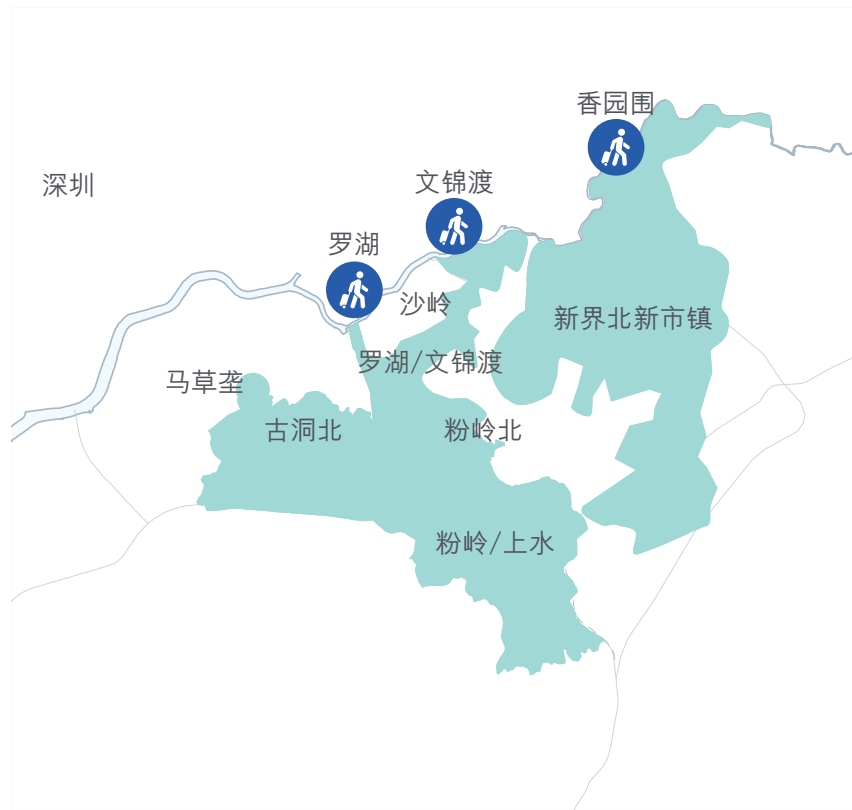 香园围
深圳
文锦渡
罗湖
沙岭
新界北新市镇
罗湖/文锦渡
马草垄
古洞北
粉岭北
粉岭/上水